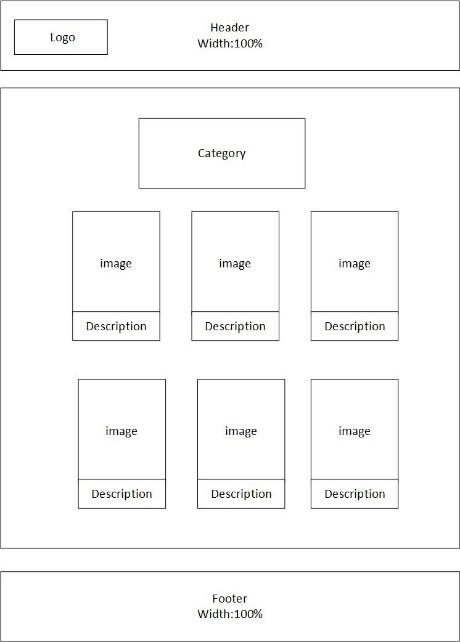 Logo
Header
Width:100%
Category
image
image
image
Description
Description
Description
image
image
image
Description
Description
Description
Footer
Width:100%